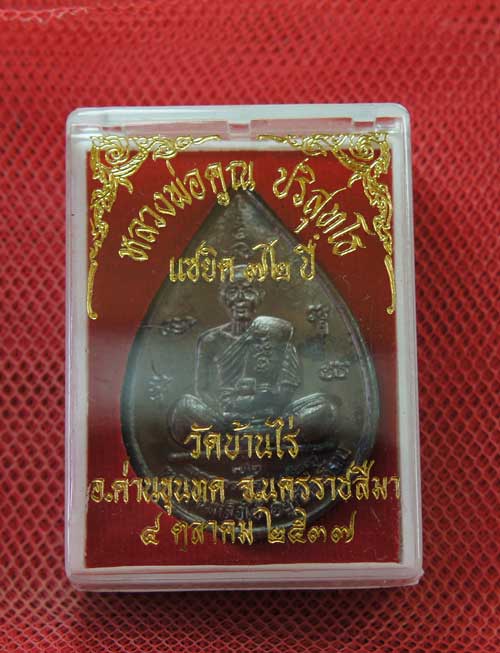 หลวงพ่อคูณ ปริสุทฺโธ
แซยิด ๗๒ ปี
วัดบ้านไร่
อ.ด่านขุนทด จ.นครราชสีมา
๔ ตุลาคม ๒๕๓๗